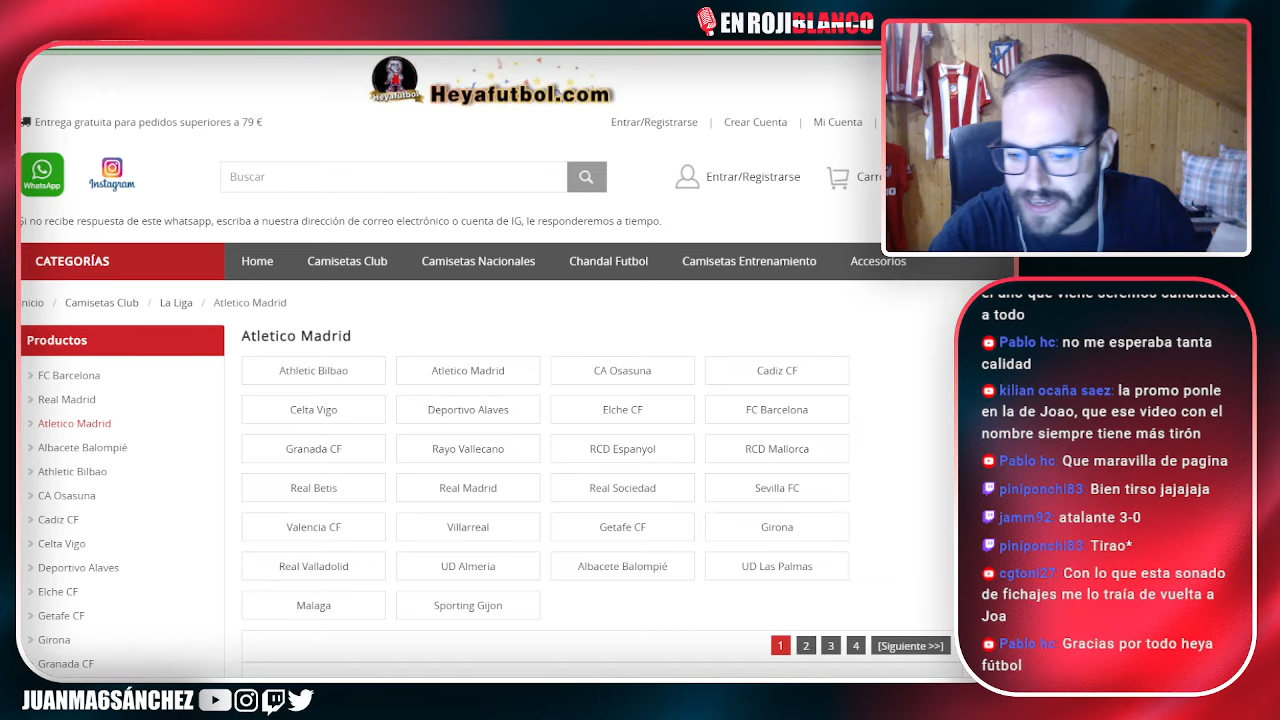 EN ROJIBLANCO
Heyafutbol
Heyafutbol.com
Entrega gratuita para pedidos superiores a 79 €
Entrar/Registrarse | Crear Cuenta | Mi Cuenta |
WhatsApp
Instagram
Buscar
Entrar/Registrarse
Carro
Si no recibe respuesta de este whatsapp, escriba a nuestra dirección de correo electrónico o cuenta de IG, le responderemos a tiempo.
CATEGORÍAS
Home
Camisetas Club
Camisetas Nacionales
Chandal Futbol
Camisetas Entrenamiento
Accesorios
Inicio / Camisetas Club / La Liga / Atletico Madrid
Productos
FC Barcelona
Real Madrid
Atletico Madrid
Albacete Balompié
Athletic Bilbao
CA Osasuna
Cadiz CF
Celta Vigo
Deportivo Alaves
Elche CF
Getafe CF
Girona
Granada CF
Atletico Madrid
Athletic Bilbao
Atletico Madrid
CA Osasuna
Cadiz CF
Celta Vigo
Deportivo Alaves
Elche CF
FC Barcelona
Granada CF
Rayo Vallecano
RCD Espanyol
RCD Mallorca
Real Betis
Real Madrid
Real Sociedad
Sevilla FC
Valencia CF
Villarreal
Getafe CF
Girona
Real Valladolid
UD Almeria
Albacete Balompié
UD Las Palmas
Malaga
Sporting Gijon
1 2 3 4 [Siguiente >>]
el año que viene seremos candidatos
a todo
Pablo hc: no me esperaba tanta
calidad
kilian ocaña saez: la promo ponle
en la de Joao, que ese video con el
nombre siempre tiene más tirón
Pablo hc: Que maravilla de pagina
piniponchi83: Bien tirso jajajaja
jamm92: atalante 3-0
piniponchi83: Tirao*
cgtoni27: Con lo que esta sonado
de fichajes me lo traía de vuelta a
Joa
Pablo hc: Gracias por todo heya
fútbol
JUANMA6SÁNCHEZ